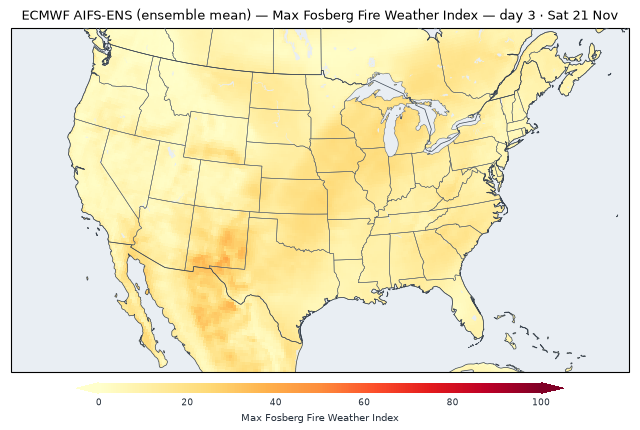 ECMWF AIFS-ENS (ensemble mean) — Max Fosberg Fire Weather Index — day 3 · Sat 21 Nov
0 20 40 60 80 100
Max Fosberg Fire Weather Index